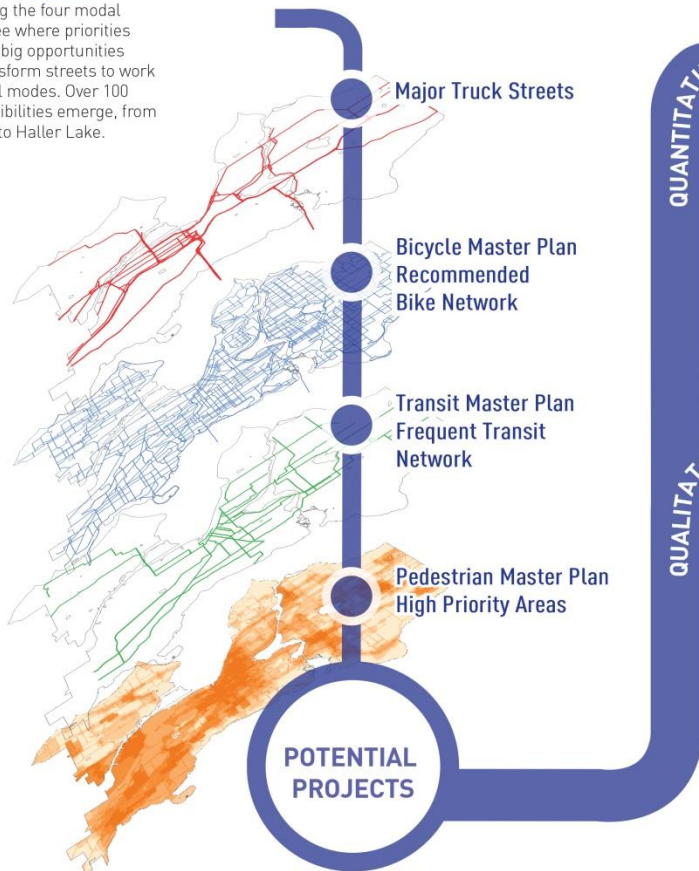 ng the four modal
ee where priorities
big opportunities
sform streets to work
l modes. Over 100
ibilities emerge, from
to Haller Lake.
Major Truck Streets
Bicycle Master Plan
Recommended
Bike Network
Transit Master Plan
Frequent Transit
Network
Pedestrian Master Plan
High Priority Areas
POTENTIAL
PROJECTS
QUANTITATI
QUALITAT